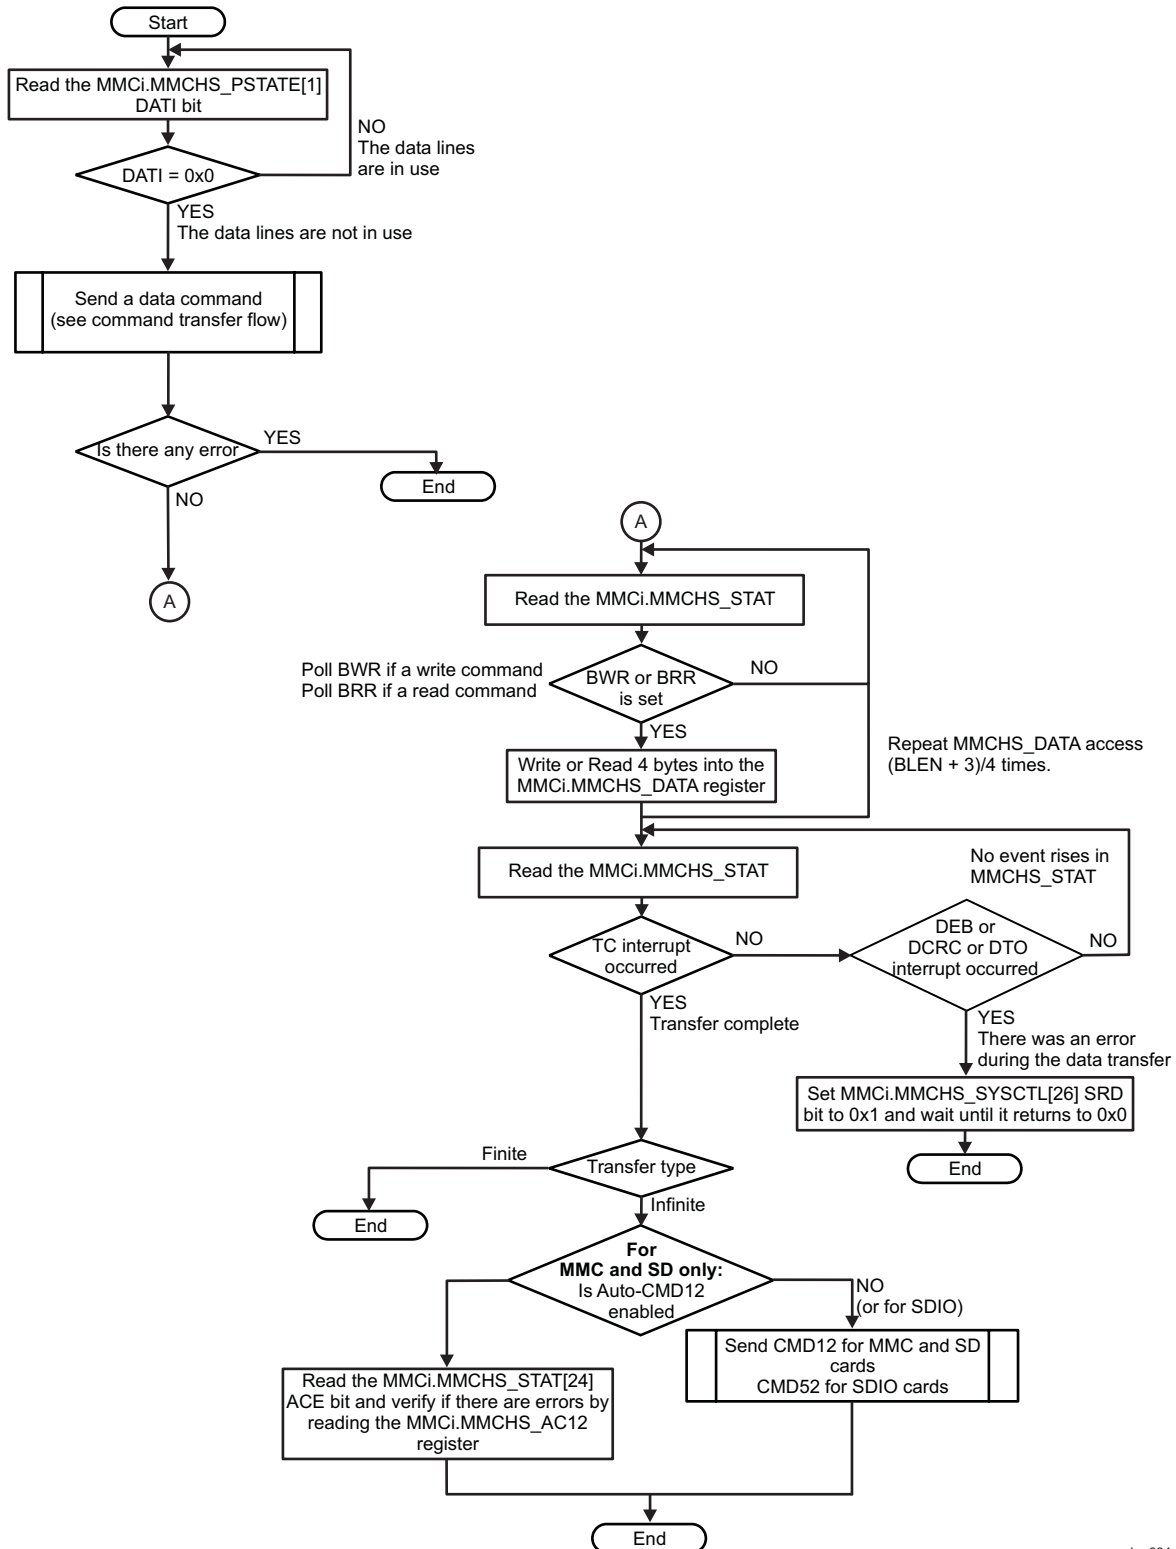 Start
Read the MMCi.MMCHS_PSTATE[1]
DATI bit
NO
The data lines
are in use
DATI = 0x0
YES
The data lines are not in use
Send a data command
(see command transfer flow)
Is there any error
YES
End
NO
A
A
Read the MMCi.MMCHS_STAT
Poll BWR if a write command
Poll BRR if a read command
BWR or BRR
is set
NO
YES
Repeat MMCHS_DATA access
(BLEN + 3)/4 times.
Write or Read 4 bytes into the
MMCi.MMCHS_DATA register
Read the MMCi.MMCHS_STAT
No event rises in
MMCHS_STAT
TC interrupt
occurred
NO
DEB or
DCRC or DTO
interrupt occurred
NO
YES
Transfer complete
YES
There was an error
during the data transfer
Set MMCi.MMCHS_SYSCTL[26] SRD
bit to 0x1 and wait until it returns to 0x0
End
Finite
Transfer type
Infinite
End
For
MMC and SD only:
Is Auto-CMD12
enabled
NO
(or for SDIO)
Send CMD12 for MMC and SD
cards
CMD52 for SDIO cards
Read the MMCi.MMCHS_STAT[24]
ACE bit and verify if there are errors by
reading the MMCi.MMCHS_AC12
register
End